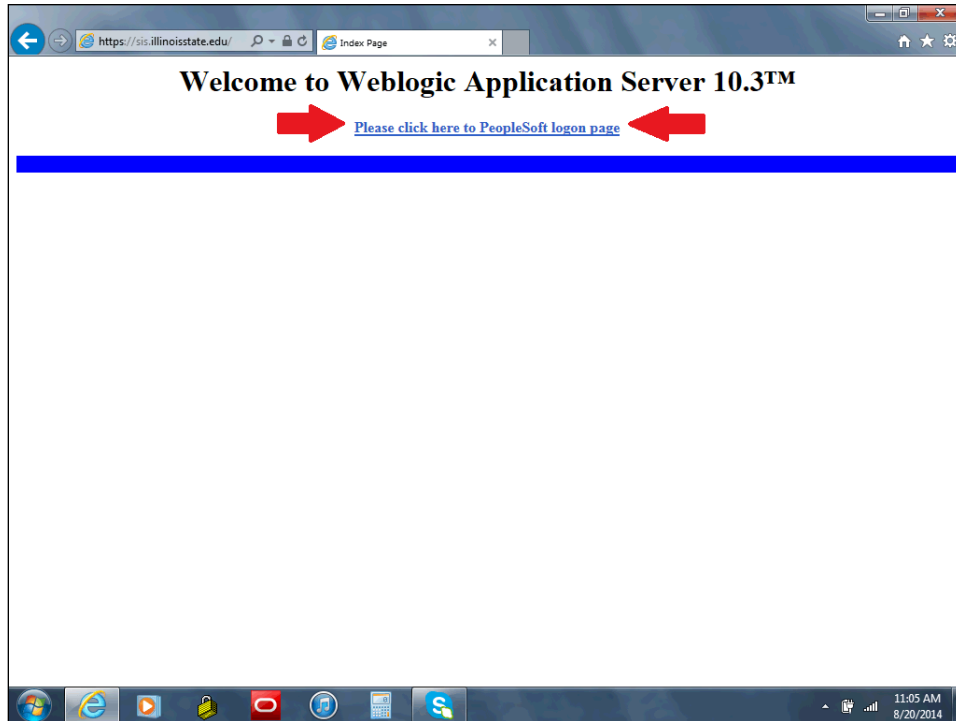 https://sis.illinoisstate.edu/
Index Page
Welcome to Weblogic Application Server 10.3™
Please click here to PeopleSoft logon page
11:05 AM
8/20/2014